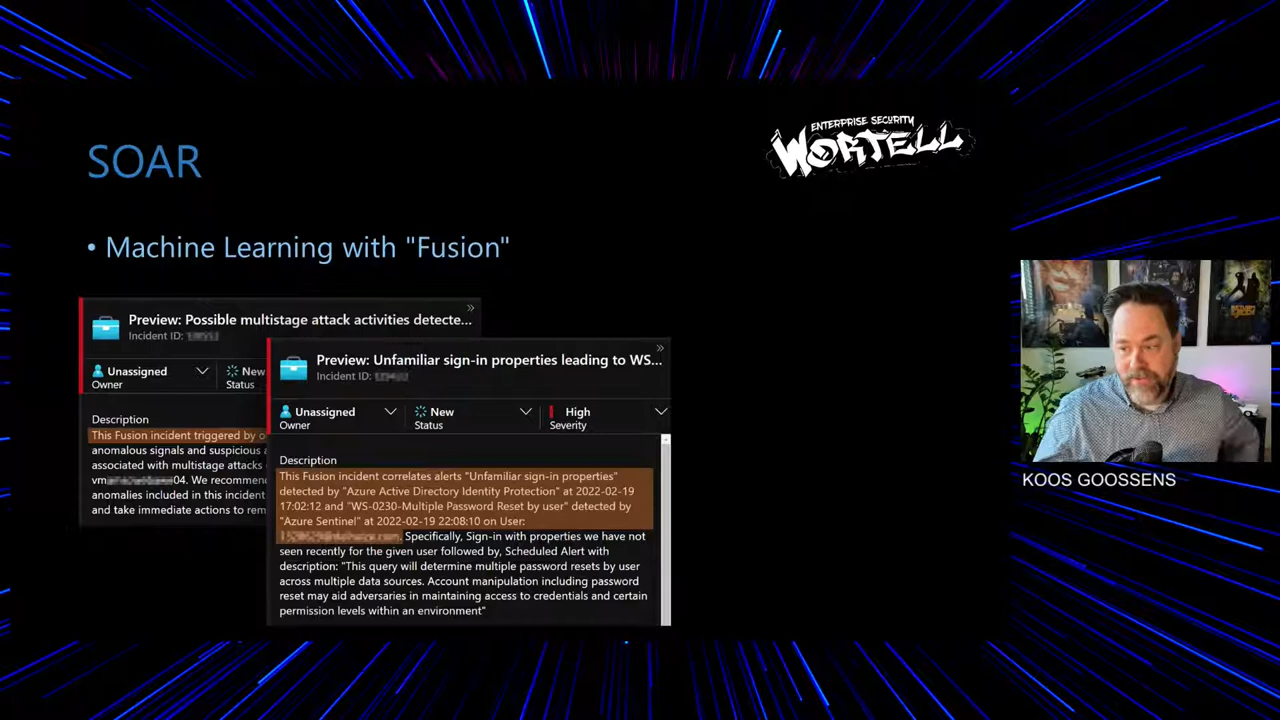 ENTERPRISE SECURITY
WORTELL
SOAR
• Machine Learning with "Fusion"
Preview: Possible multistage attack activities detecte...
Incident ID:
Unassigned
Owner
New
Status
Description
This Fusion incident triggered by o
anomalous signals and suspicious a
associated with multistage attacks
vm 04. We recommen
anomalies included in this incident
and take immediate actions to rem
Preview: Unfamiliar sign-in properties leading to WS...
Incident ID:
Unassigned
Owner
New
Status
High
Severity
Description
This Fusion incident correlates alerts "Unfamiliar sign-in properties"
detected by "Azure Active Directory Identity Protection" at 2022-02-19
17:02:12 and "WS-0230-Multiple Password Reset by user" detected by
"Azure Sentinel" at 2022-02-19 22:08:10 on User:
Specifically, Sign-in with properties we have not
seen recently for the given user followed by, Scheduled Alert with
description: "This query will determine multiple password resets by user
across multiple data sources. Account manipulation including password
reset may aid adversaries in maintaining access to credentials and certain
permission levels within an environment"
KOOS GOOSSENS